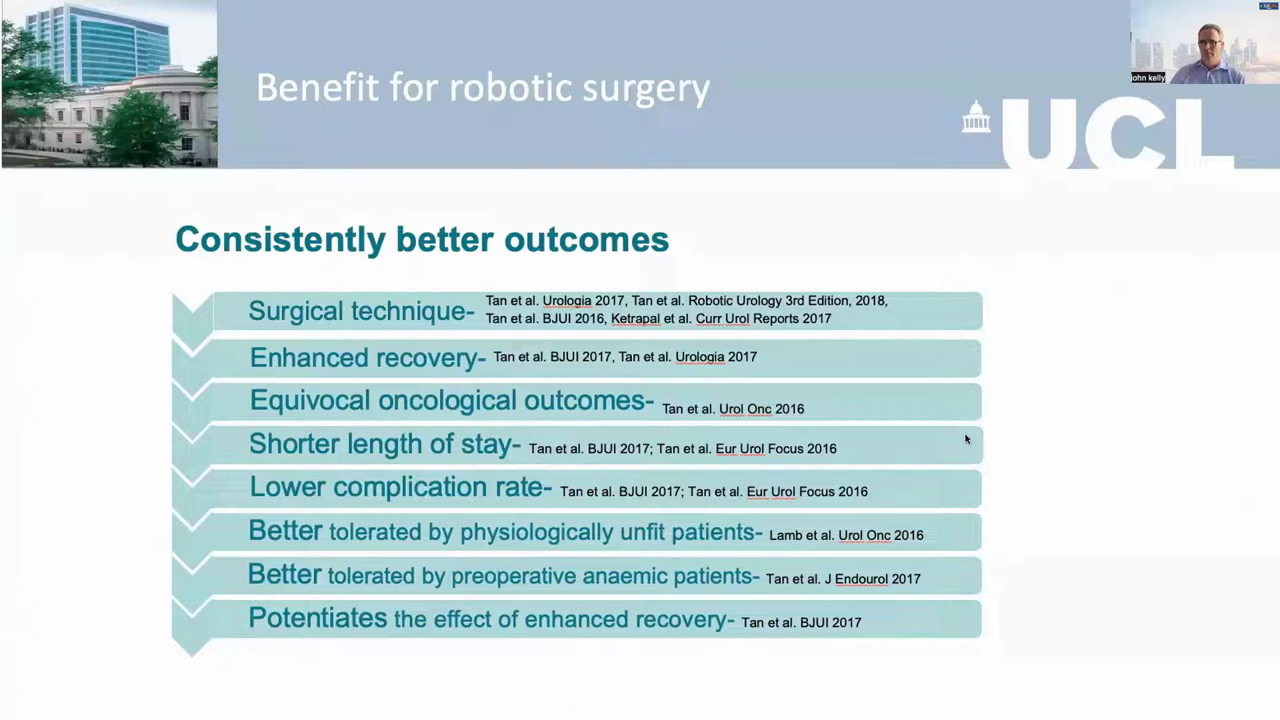 Benefit for robotic surgery
john kelly
UCL
Consistently better outcomes
Surgical technique- Tan et al. Urologia 2017, Tan et al. Robotic Urology 3rd Edition, 2018,
Tan et al. BJUI 2016, Ketrapal et al. Curr Urol Reports 2017
Enhanced recovery- Tan et al. BJUI 2017, Tan et al. Urologia 2017
Equivocal oncological outcomes- Tan et al. Urol Onc 2016
Shorter length of stay- Tan et al. BJUI 2017; Tan et al. Eur Urol Focus 2016
Lower complication rate- Tan et al. BJUI 2017; Tan et al. Eur Urol Focus 2016
Better tolerated by physiologically unfit patients- Lamb et al. Urol Onc 2016
Better tolerated by preoperative anaemic patients- Tan et al. J Endourol 2017
Potentiates the effect of enhanced recovery- Tan et al. BJUI 2017